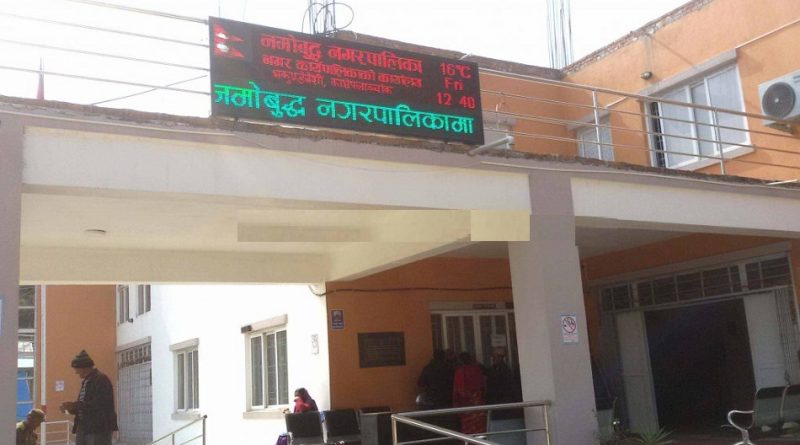 नमोबुद्ध नगरपालिका 16°C
नगर कार्यपालिकाको कार्यालय Fri
12 40
नमोबुद्ध नगरपालिकामा